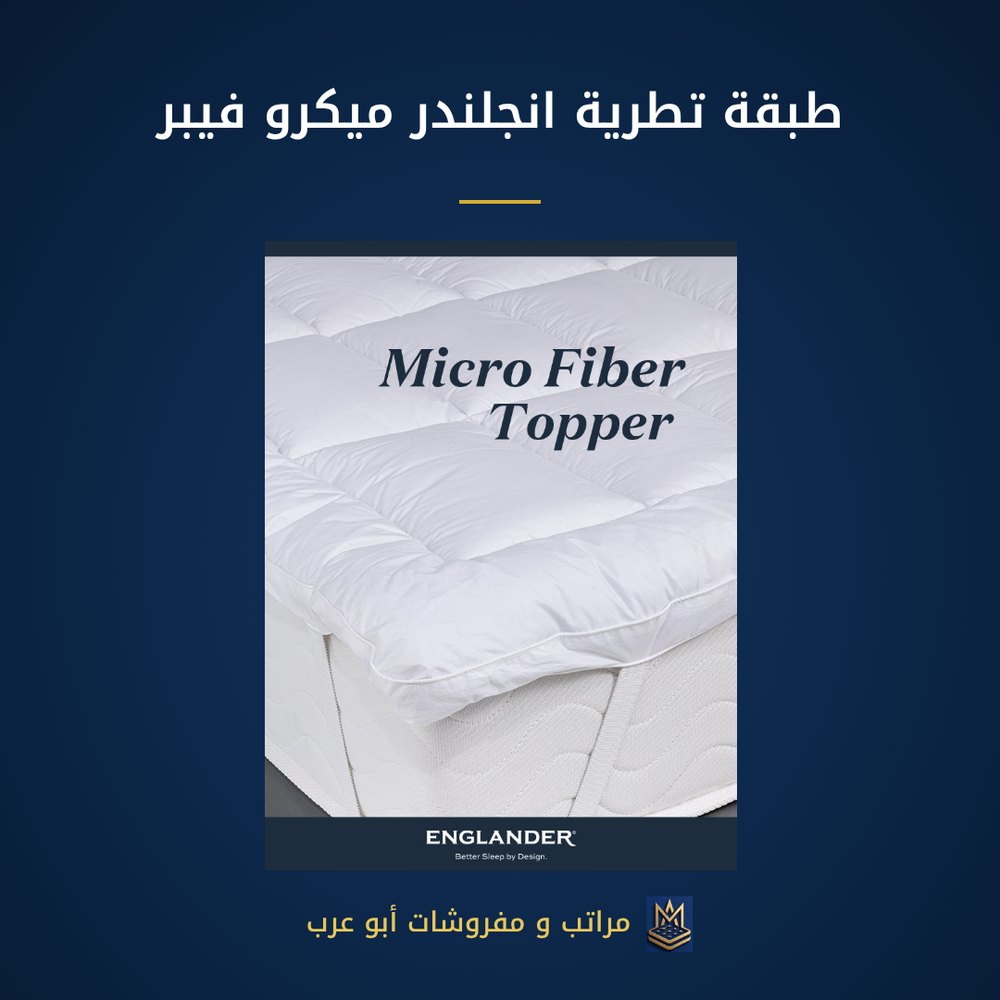 طبقة تطرية انجلندر ميكرو فيبر
Micro Fiber
Topper
ENGLANDER®
Better Sleep by Design.
مراتب و مفروشات أبو عرب